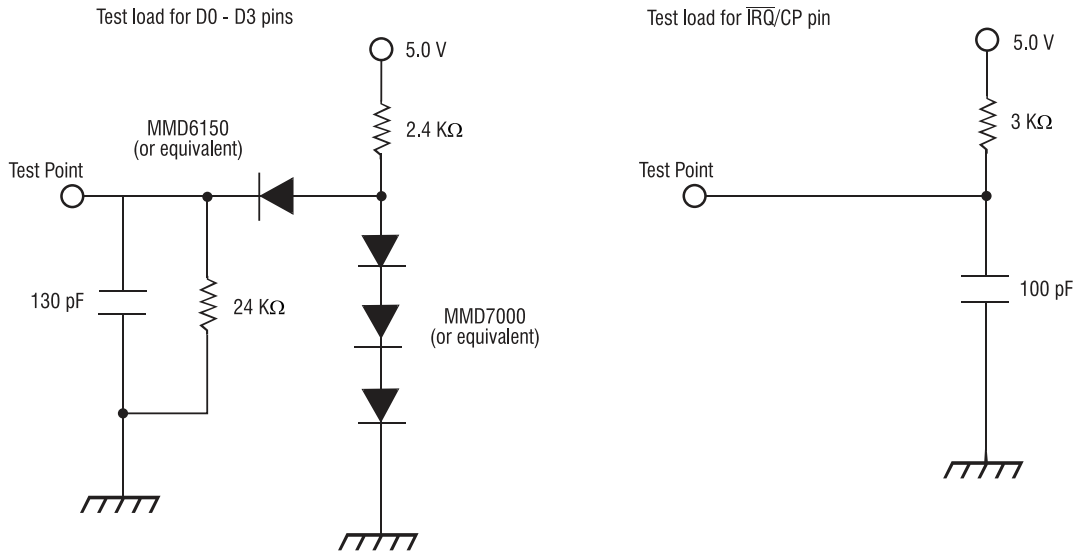 Test load for D0 - D3 pins
5.0 V
2.4 KΩ
MMD6150
(or equivalent)
Test Point
130 pF
24 KΩ
MMD7000
(or equivalent)
Test load for I̅R̅Q̅/CP pin
5.0 V
3 KΩ
Test Point
100 pF